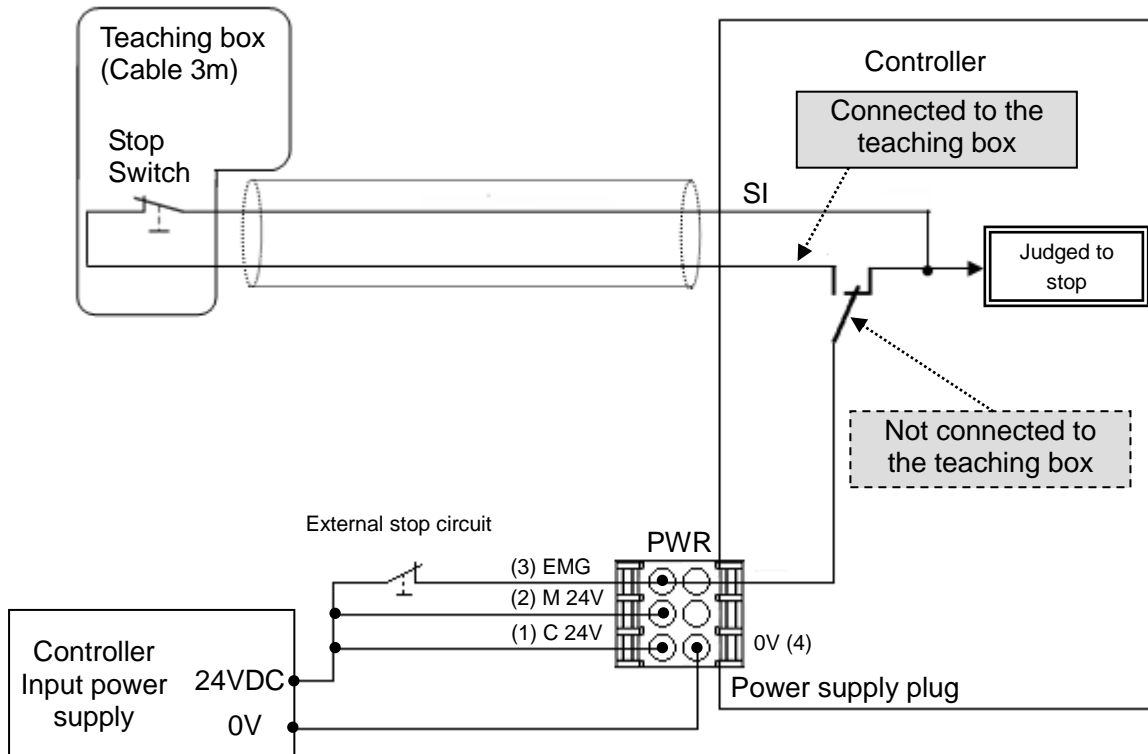 Teaching box
(Cable 3m)
Controller
Connected to the
teaching box
Stop
Switch
SI
Judged to
stop
Not connected to
the teaching box
External stop circuit
PWR
(3) EMG
(2) M 24V
(1) C 24V
0V (4)
Controller
Input power
supply
24VDC
0V
Power supply plug